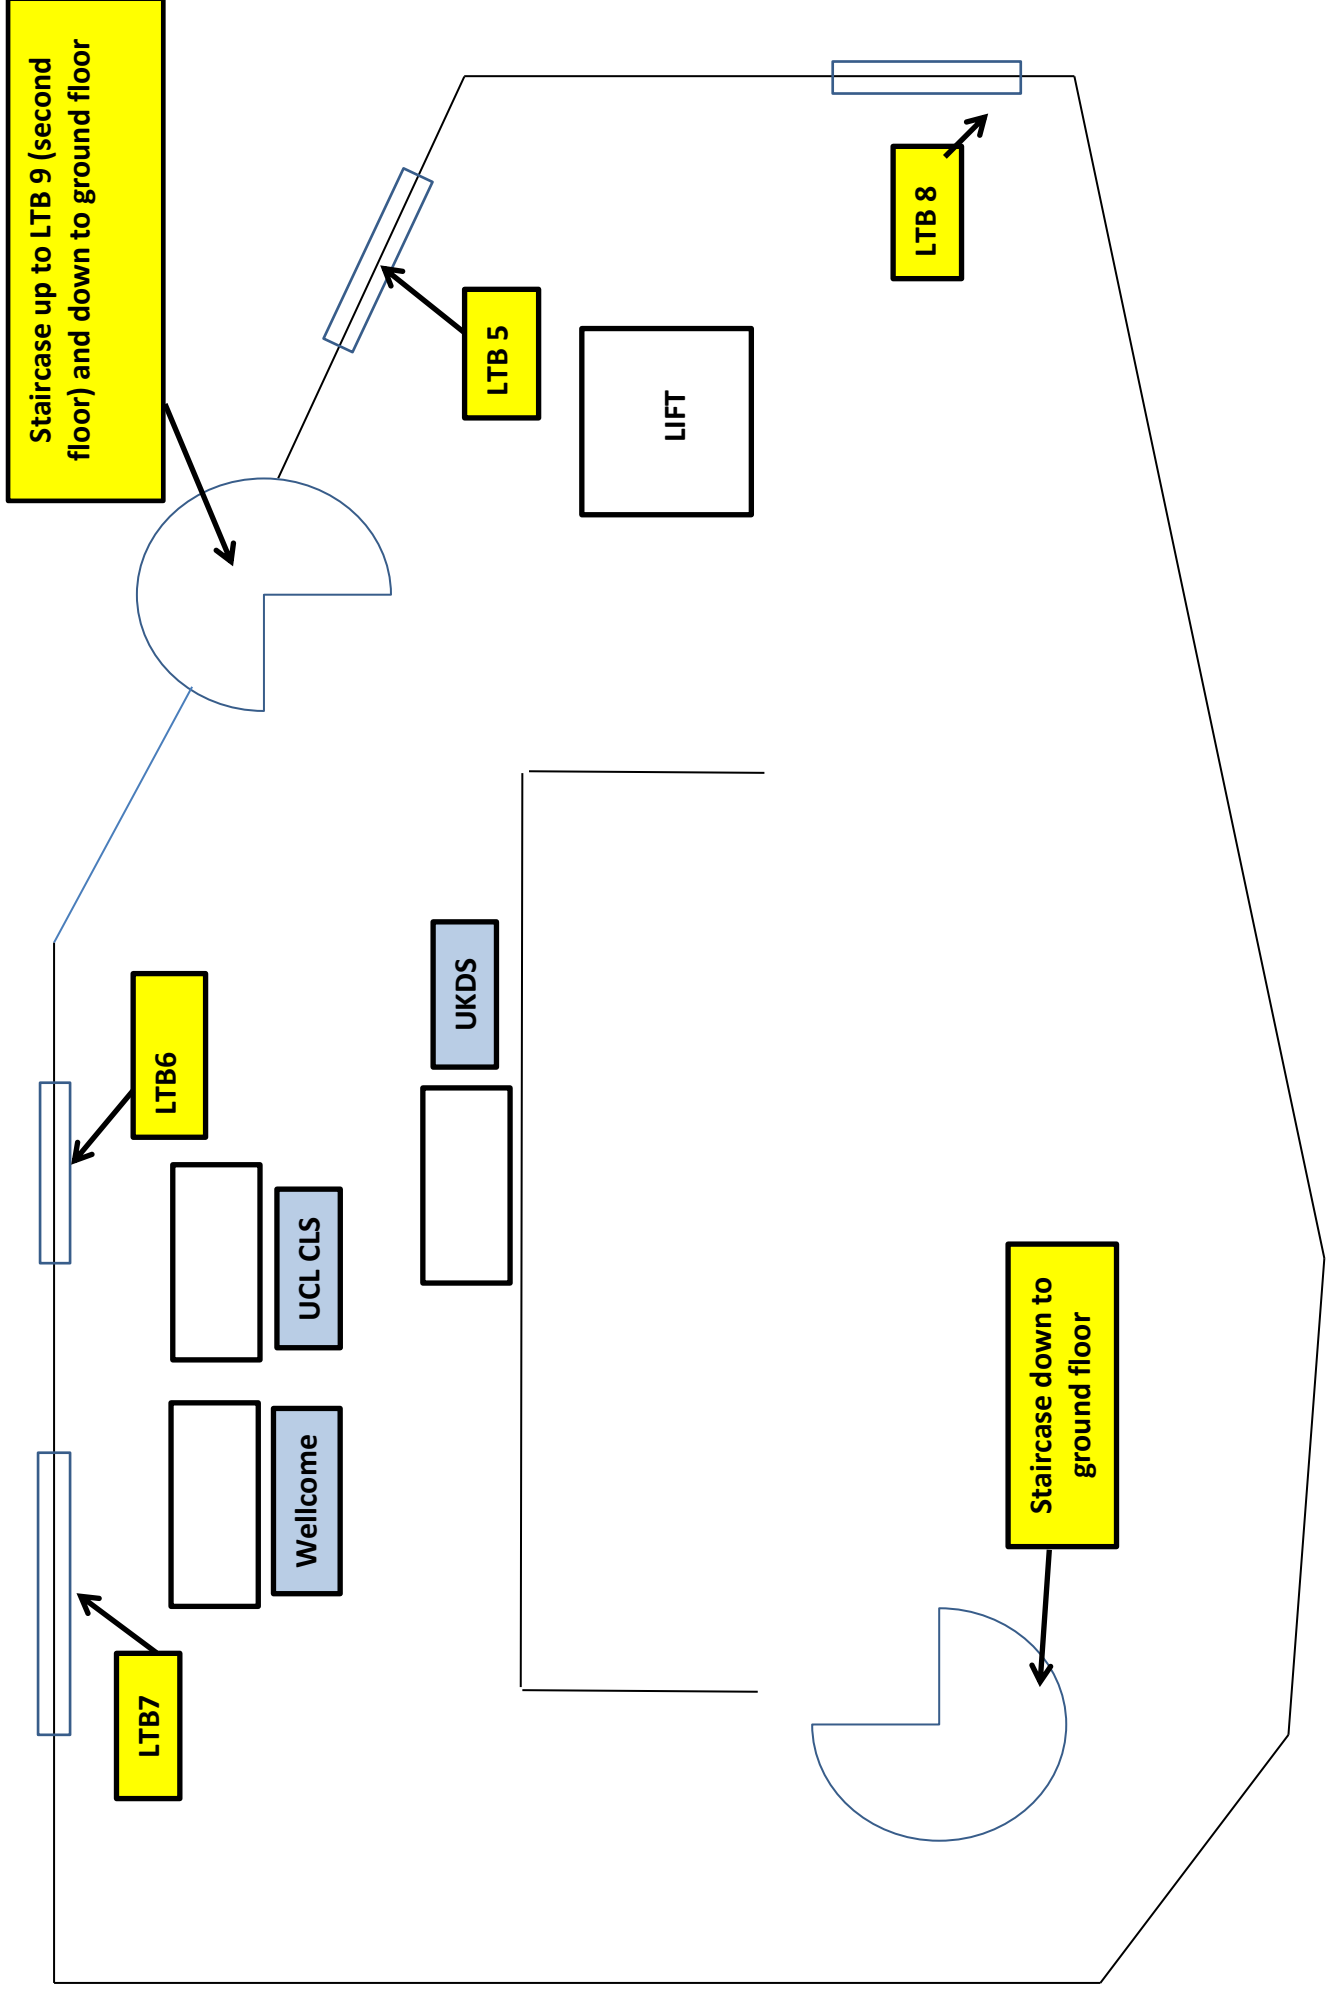 Staircase up to LTB 9 (second
floor) and down to ground floor
LTB7
LTB6
LTB 5
LTB 8
Wellcome
UCL CLS
UKDS
LIFT
Staircase down to
ground floor